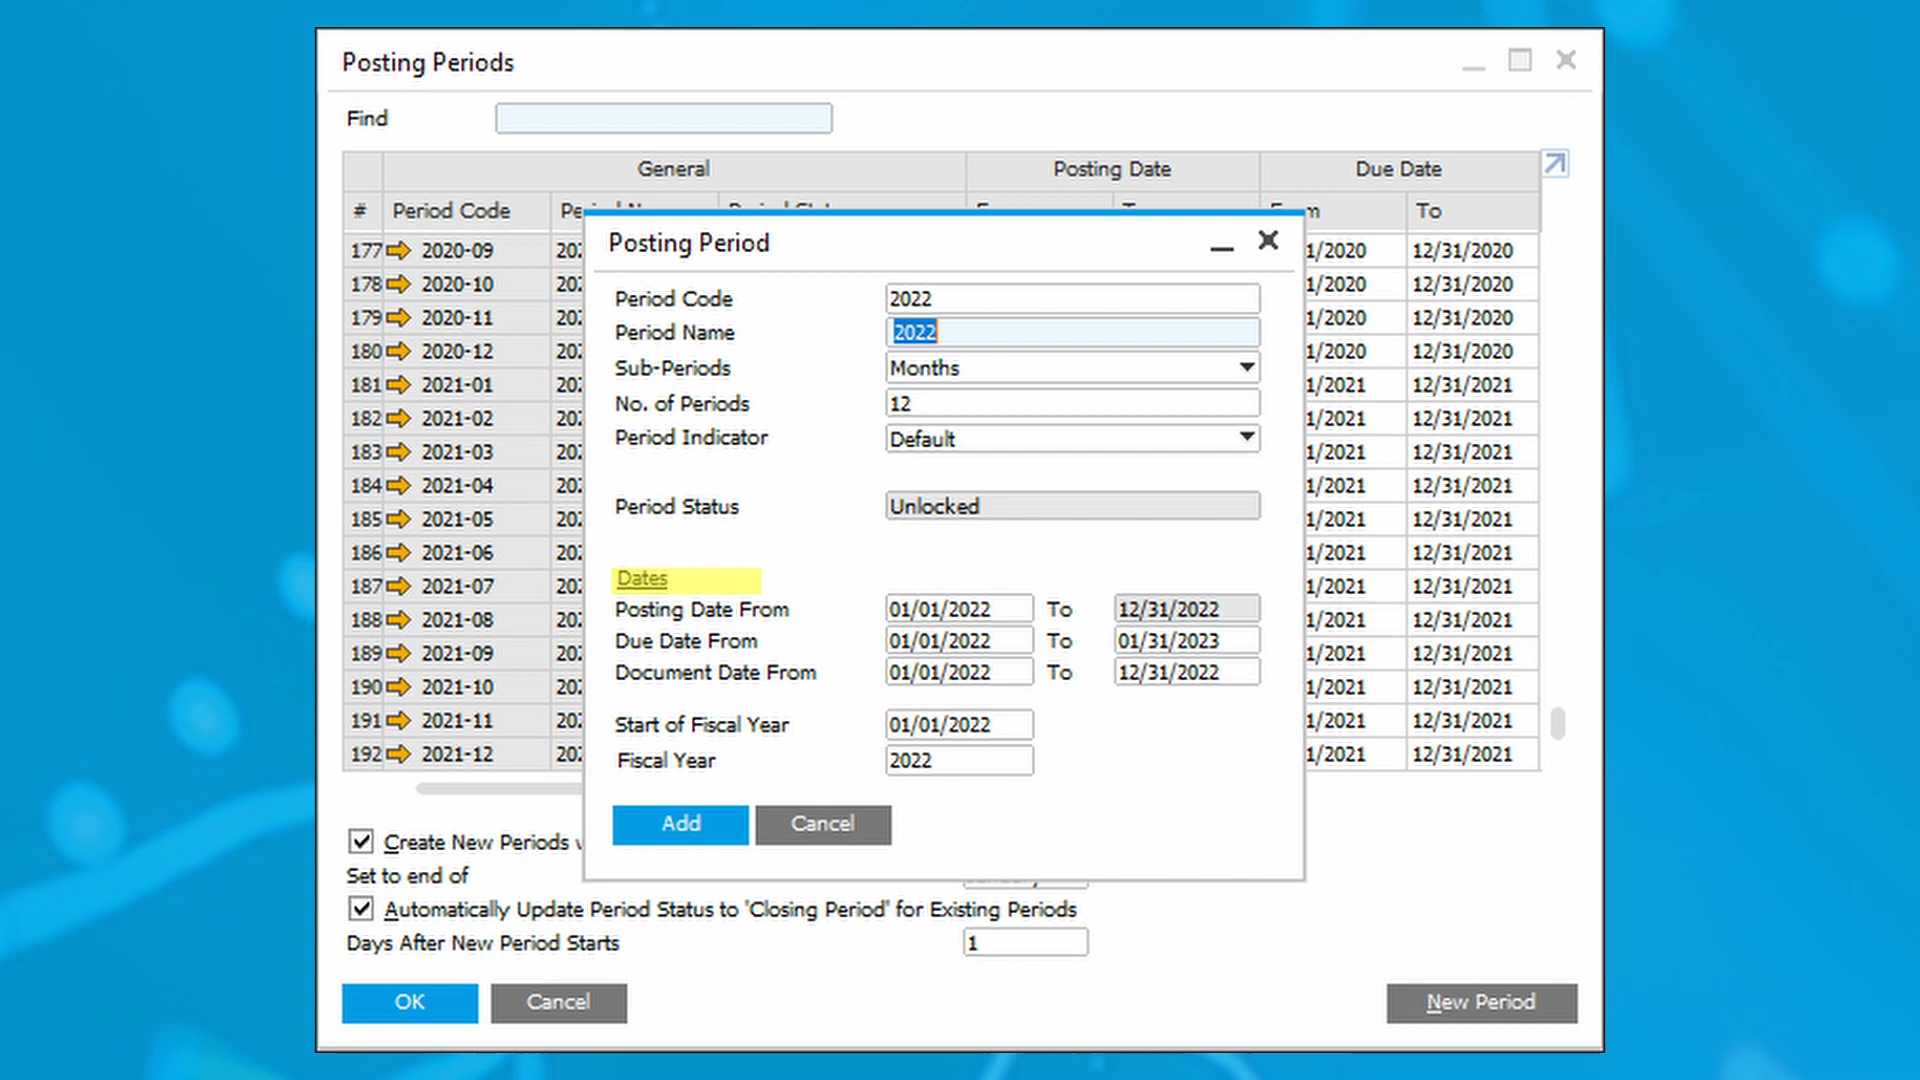 Posting Periods
Find
General Posting Date Due Date
# Period Code To
Posting Period
177 2020-09 1/2020 12/31/2020
178 2020-10 1/2020 12/31/2020
179 2020-11 1/2020 12/31/2020
180 2020-12 1/2020 12/31/2020
181 2021-01 1/2021 12/31/2021
182 2021-02 1/2021 12/31/2021
183 2021-03 1/2021 12/31/2021
184 2021-04 1/2021 12/31/2021
185 2021-05 1/2021 12/31/2021
186 2021-06 1/2021 12/31/2021
187 2021-07 1/2021 12/31/2021
188 2021-08 1/2021 12/31/2021
189 2021-09 1/2021 12/31/2021
190 2021-10 1/2021 12/31/2021
191 2021-11 1/2021 12/31/2021
192 2021-12 1/2021 12/31/2021
Period Code 2022
Period Name 2022
Sub-Periods Months
No. of Periods 12
Period Indicator Default
Period Status Unlocked
Dates
Posting Date From 01/01/2022 To 12/31/2022
Due Date From 01/01/2022 To 01/31/2023
Document Date From 01/01/2022 To 12/31/2022
Start of Fiscal Year 01/01/2022
Fiscal Year 2022
Add Cancel
Create New Periods
Set to end of
Automatically Update Period Status to 'Closing Period' for Existing Periods
Days After New Period Starts 1
OK Cancel New Period